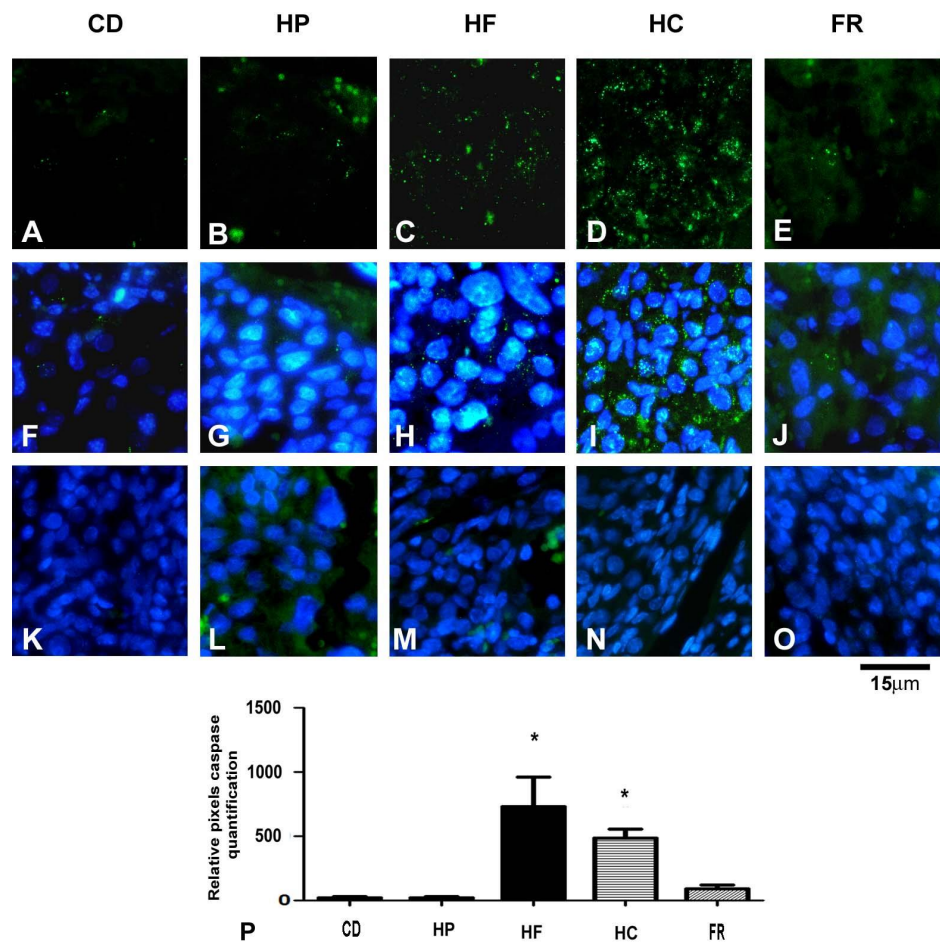 CD HP HF HC FR
A B C D E
F G H I J
K L M N O
15μm
Relative pixels caspase
quantification
1500
1000
500
0
* *
P CD HP HF HC FR